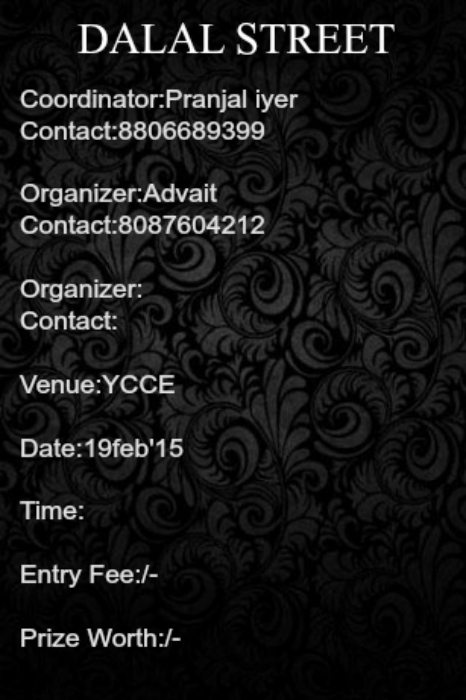 DALAL STREET
Coordinator:Pranjal iyer
Contact:8806689399
Organizer:Advait
Contact:8087604212
Organizer:
Contact:
Venue:YCCE
Date:19feb'15
Time:
Entry Fee:/-
Prize Worth:/-